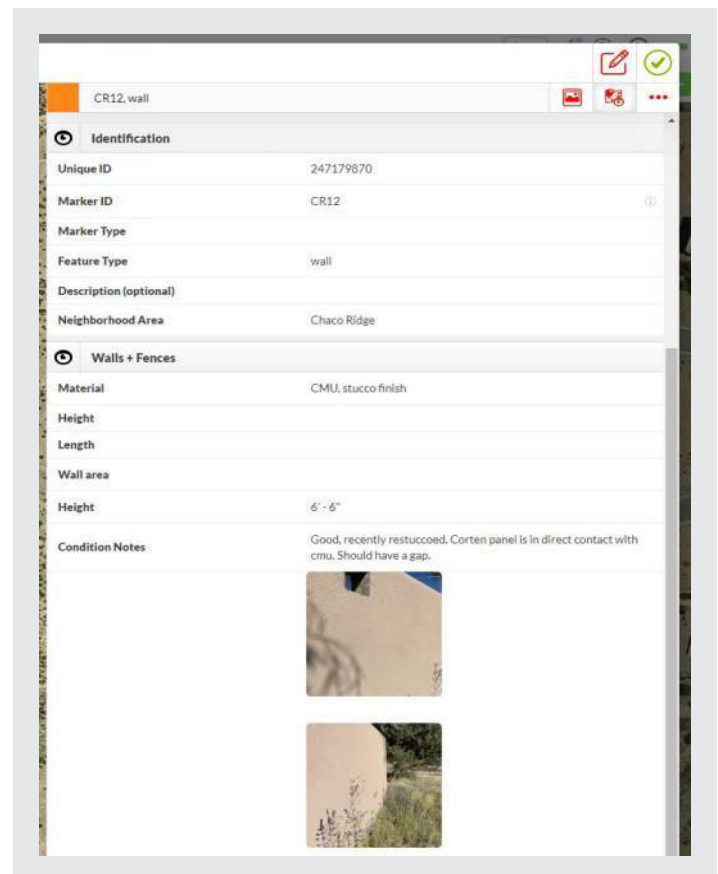 CR12, wall
Identification
Unique ID 247179870
Marker ID CR12
Marker Type
Feature Type wall
Description (optional)
Neighborhood Area Chaco Ridge
Walls + Fences
Material CMU, stucco finish
Height
Length
Wall area
Height 6' - 6"
Condition Notes Good, recently restuccoed. Corten panel is in direct contact with
cmu. Should have a gap.